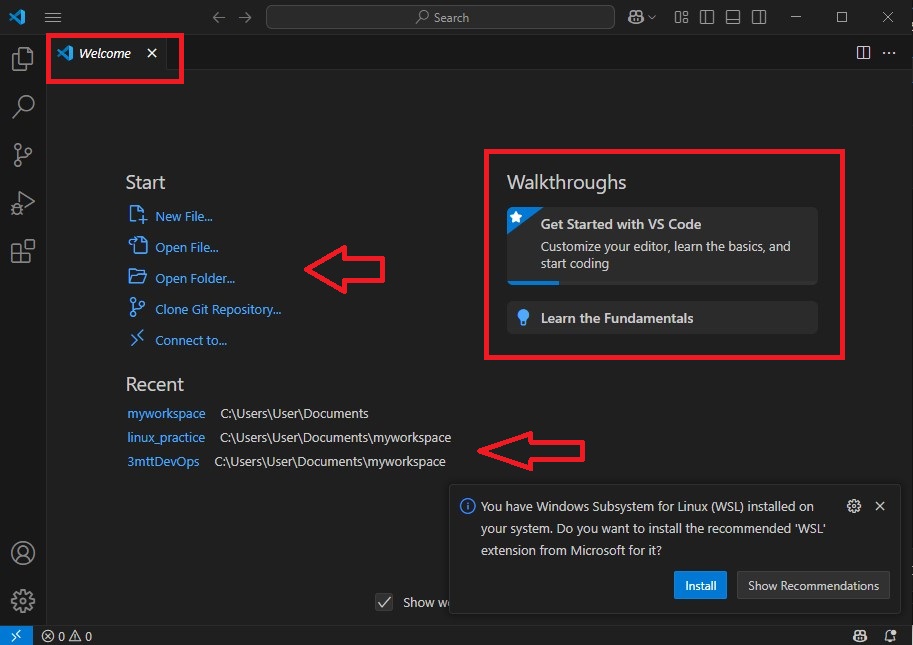 Search
Welcome
Start
New File...
Open File...
Open Folder...
Clone Git Repository...
Connect to...
Recent
myworkspace C:\Users\User\Documents
linux_practice C:\Users\User\Documents\myworkspace
3mttDevOps C:\Users\User\Documents\myworkspace
Walkthroughs
Get Started with VS Code
Customize your editor, learn the basics, and
start coding
Learn the Fundamentals
You have Windows Subsystem for Linux (WSL) installed on
your system. Do you want to install the recommended 'WSL'
extension from Microsoft for it?
Install Show Recommendations
Show
0 0